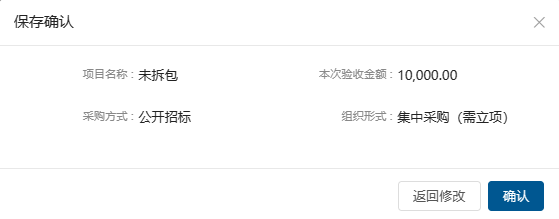 保存确认
项目名称：未拆包 本次验收金额：10,000.00
采购方式：公开招标 组织形式：集中采购（需立项）
返回修改 确认